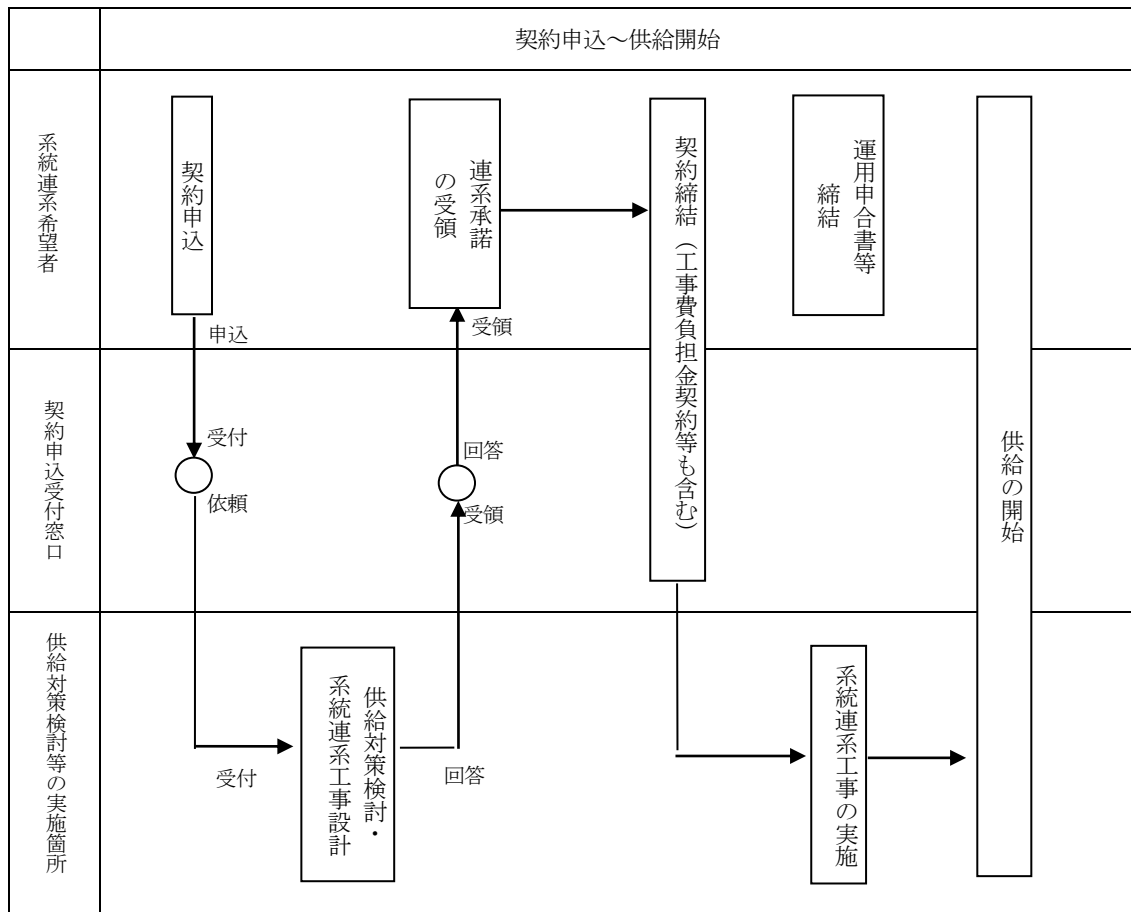 契約申込~供給開始
系統連系希望者
契約申込
連系承諾
の受領
契約締結(工事費負担金契約等も含む)
運用申合書等
締結
申込
受領
契約申込受付窓口
受付
依頼
回答
受領
供給の開始
供給対策検討等の実施箇所
受付
供給対策検討・
系統連系工事設計
回答
系統連系工事の実施